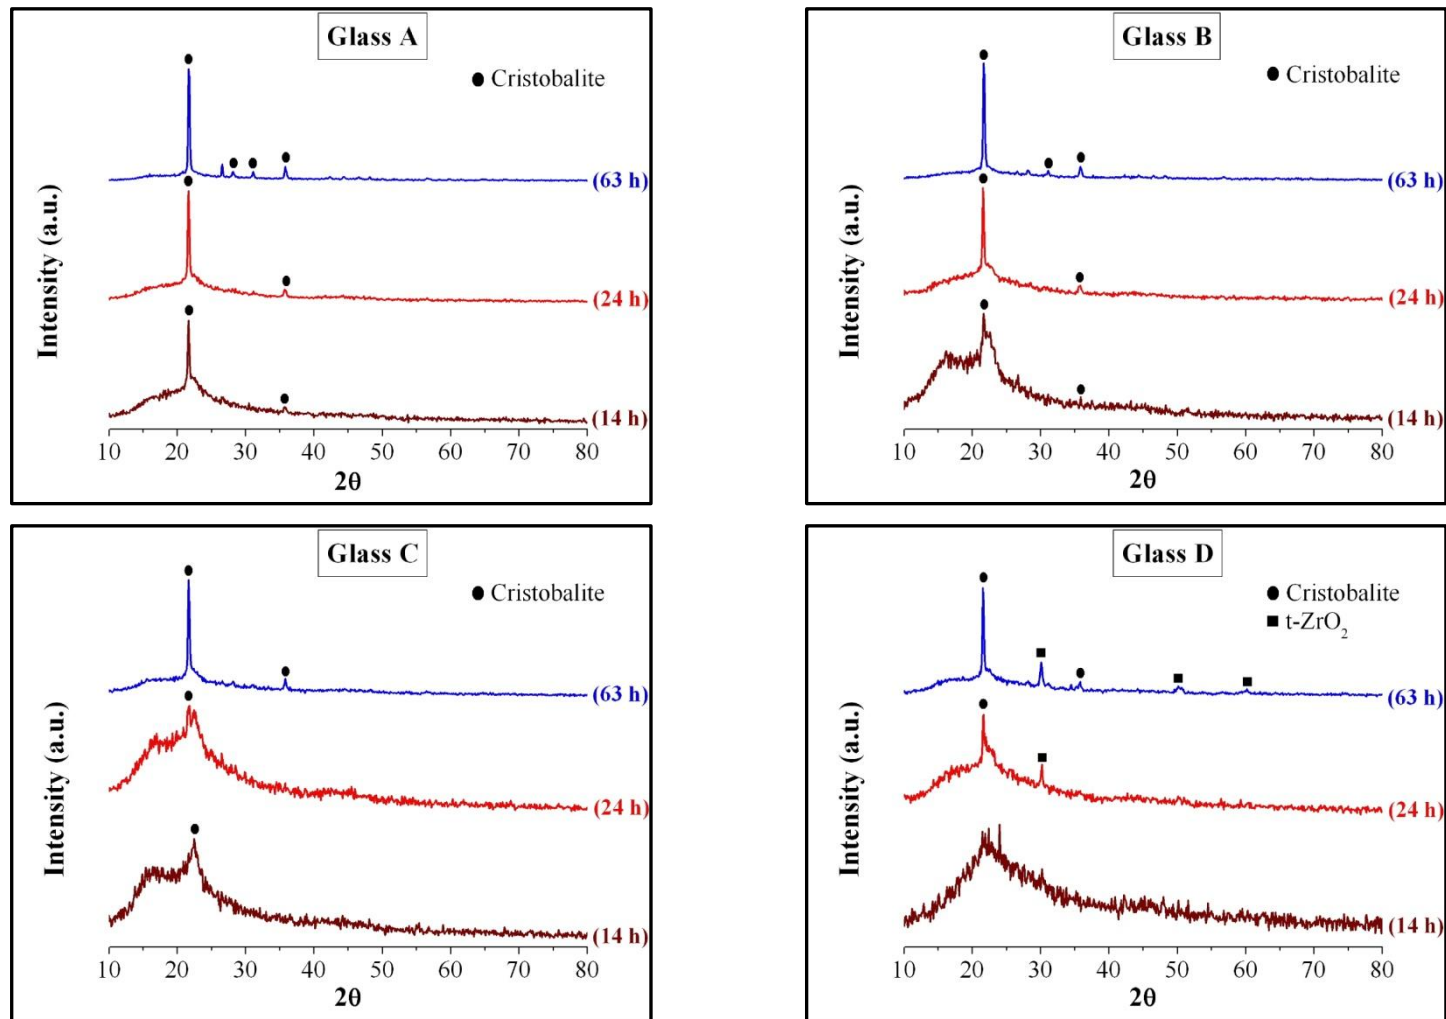 Glass A
● Cristobalite
Intensity (a.u.)
(63 h)
(24 h)
(14 h)
10 20 30 40 50 60 70 80
2θ
Glass B
● Cristobalite
Intensity (a.u.)
(63 h)
(24 h)
(14 h)
10 20 30 40 50 60 70 80
2θ
Glass C
● Cristobalite
Intensity (a.u.)
(63 h)
(24 h)
(14 h)
10 20 30 40 50 60 70 80
2θ
Glass D
● Cristobalite
■ t-ZrO₂
Intensity (a.u.)
(63 h)
(24 h)
(14 h)
10 20 30 40 50 60 70 80
2θ